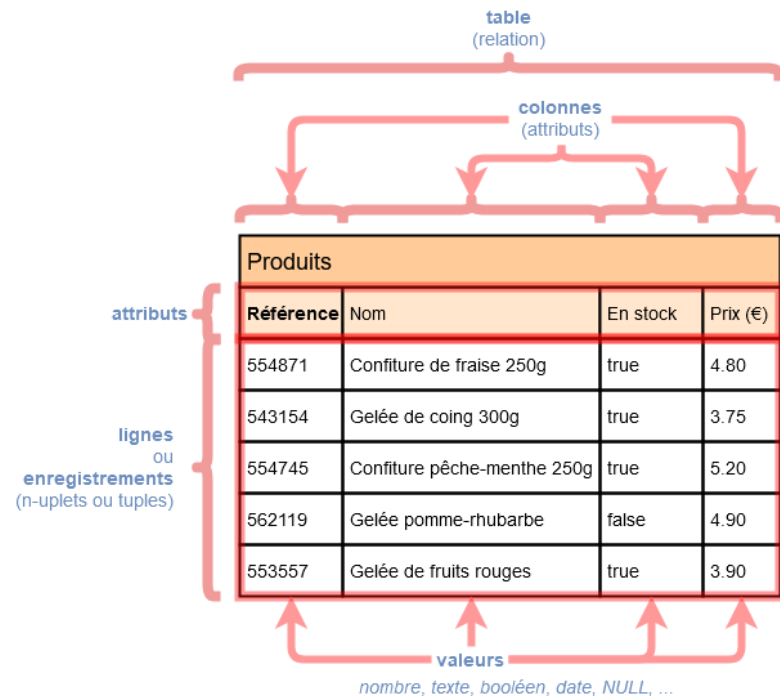 table
(relation)
colonnes
(attributs)
Produits
attributs
Référence Nom En stock Prix (€)
554871 Confiture de fraise 250g true 4.80
543154 Gelée de coing 300g true 3.75
lignes
ou
enregistrements
(n-uplets ou tuples)
554745 Confiture pêche-menthe 250g true 5.20
562119 Gelée pomme-rhubarbe false 4.90
553557 Gelée de fruits rouges true 3.90
valeurs
nombre, texte, booléen, date, NULL, ...